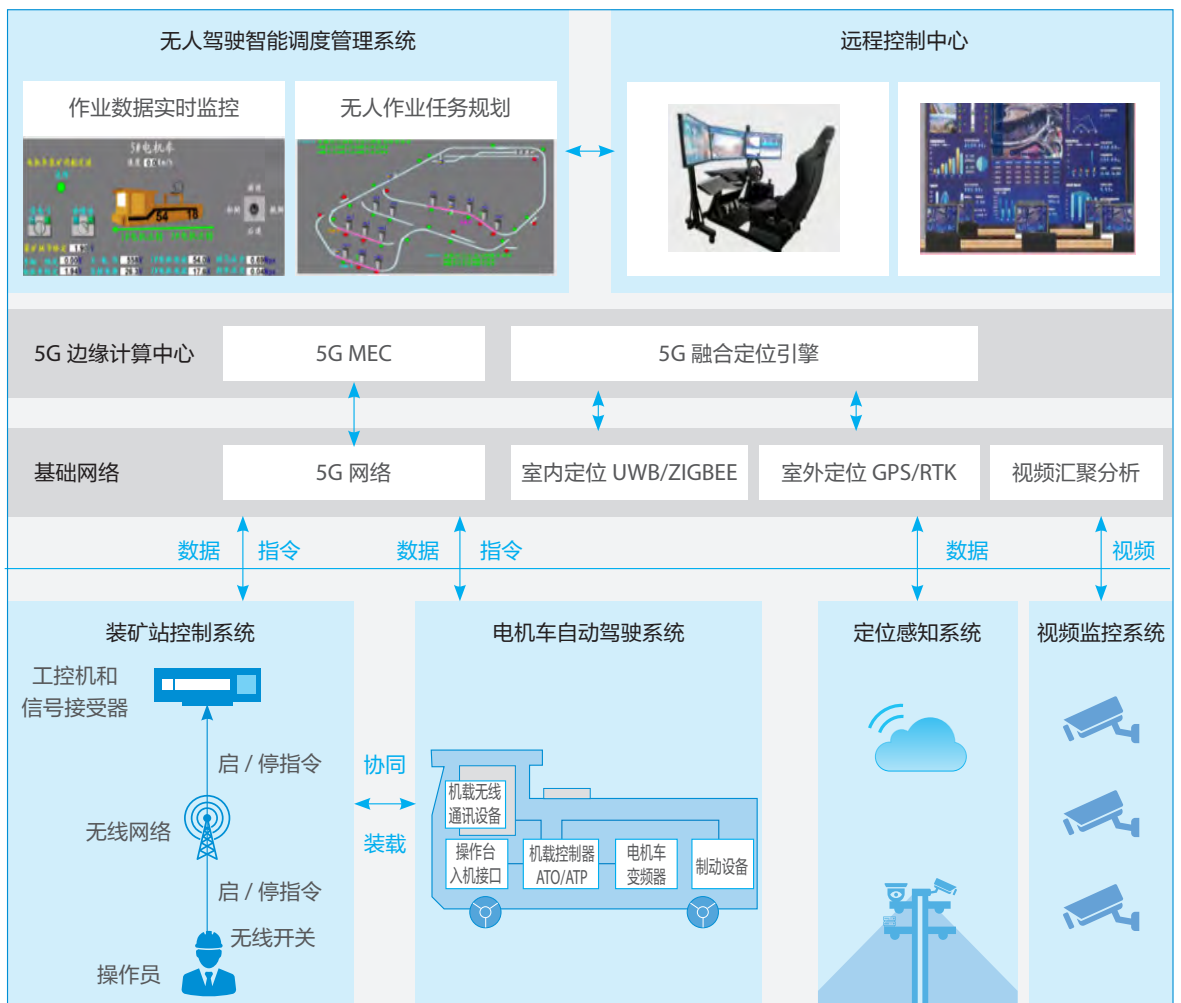 无人驾驶智能调度管理系统
远程控制中心
作业数据实时监控
无人作业任务规划
5#电机车
54 18
5G 边缘计算中心
5G MEC
5G 融合定位引擎
基础网络
5G 网络
室内定位 UWB/ZIGBEE
室外定位 GPS/RTK
视频汇聚分析
数据
指令
数据
指令
数据
视频
装矿站控制系统
电机车自动驾驶系统
定位感知系统
视频监控系统
工控机和
信号接受器
启 / 停指令
无线网络
启 / 停指令
无线开关
操作员
协同
装载
机载无线
通讯设备
操作台
入机接口
机载控制器
ATO/ATP
电机车
变频器
制动设备